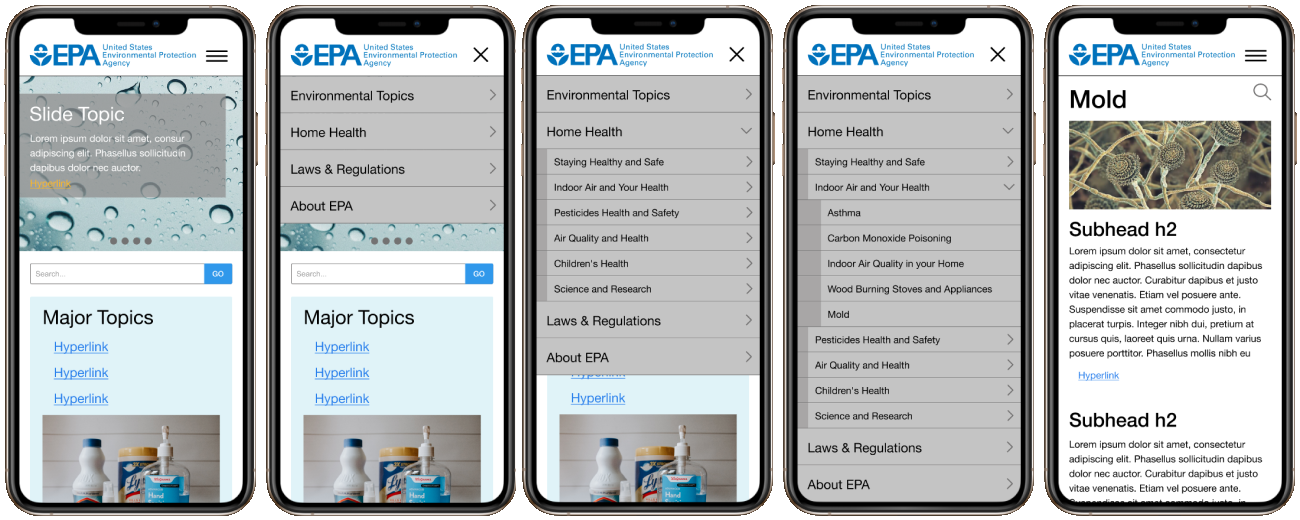 EPA United States
Environmental Protection
Agency
Slide Topic
Lorem ipsum dolor sit amet, consur
adipiscing elit. Phasellus sollicitudin
dapibus dolor nec auctor.
Hyperlink
Search...
GO
Major Topics
Hyperlink
Hyperlink
Hyperlink
Lysol
Hand
EPA United States
Environmental Protection
Agency
Environmental Topics
Home Health
Laws & Regulations
About EPA
Search...
GO
Major Topics
Hyperlink
Hyperlink
Hyperlink
Hand
EPA United States
Environmental Protection
Agency
Environmental Topics
Home Health
Staying Healthy and Safe
Indoor Air and Your Health
Pesticides Health and Safety
Air Quality and Health
Children's Health
Science and Research
Laws & Regulations
About EPA
Hyperlink
Hyperlink
Hand
EPA United States
Environmental Protection
Agency
Environmental Topics
Home Health
Staying Healthy and Safe
Indoor Air and Your Health
Asthma
Carbon Monoxide Poisoning
Indoor Air Quality in your Home
Wood Burning Stoves and Appliances
Mold
Pesticides Health and Safety
Air Quality and Health
Children's Health
Science and Research
Laws & Regulations
About EPA
EPA United States
Environmental Protection
Agency
Mold
Subhead h2
Lorem ipsum dolor sit amet, consectetur
adipiscing elit. Phasellus sollicitudin dapibus
dolor nec auctor. Curabitur dapibus et justo
vitae venenatis. Etiam vel posuere ante.
Suspendisse sit amet commodo justo, in
placerat turpis. Integer nibh dui, pretium at
cursus quis, laoreet quis urna. Nullam varius
posuere porttitor. Phasellus mollis nibh eu
Hyperlink
Subhead h2
Lorem ipsum dolor sit amet, consectetur
adipiscing elit. Phasellus sollicitudin dapibus
dolor nec auctor. Curabitur dapibus et justo
vitae venenatis. Etiam vel posuere ante.
Suspendisse sit amet commodo justo, in